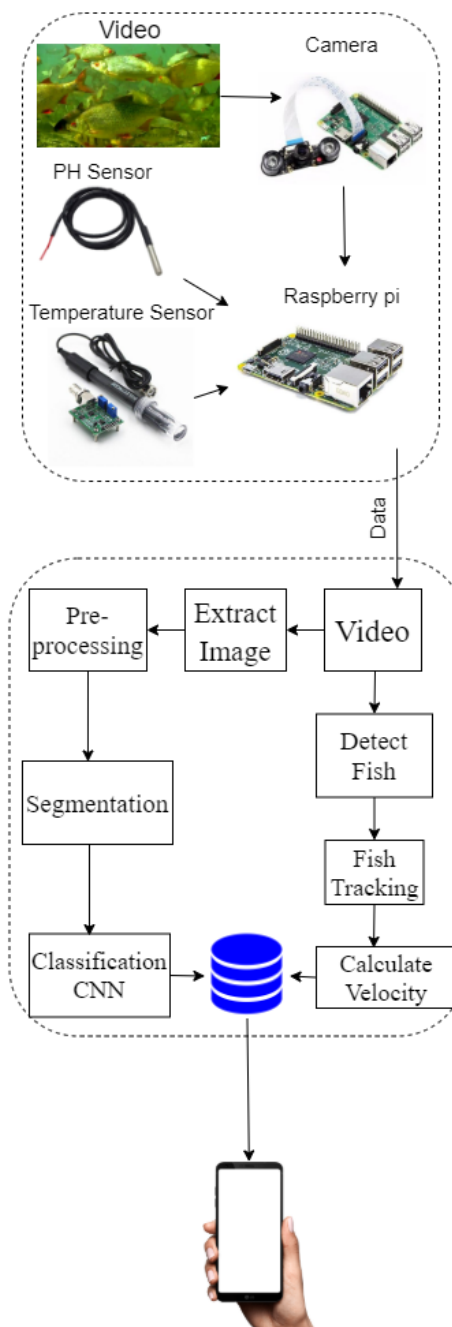 Video
Camera
PH Sensor
Raspberry pi
Temperature Sensor
Data
Pre-
processing
Extract
Image
Video
Detect
Fish
Segmentation
Fish
Tracking
Classification
CNN
Calculate
Velocity